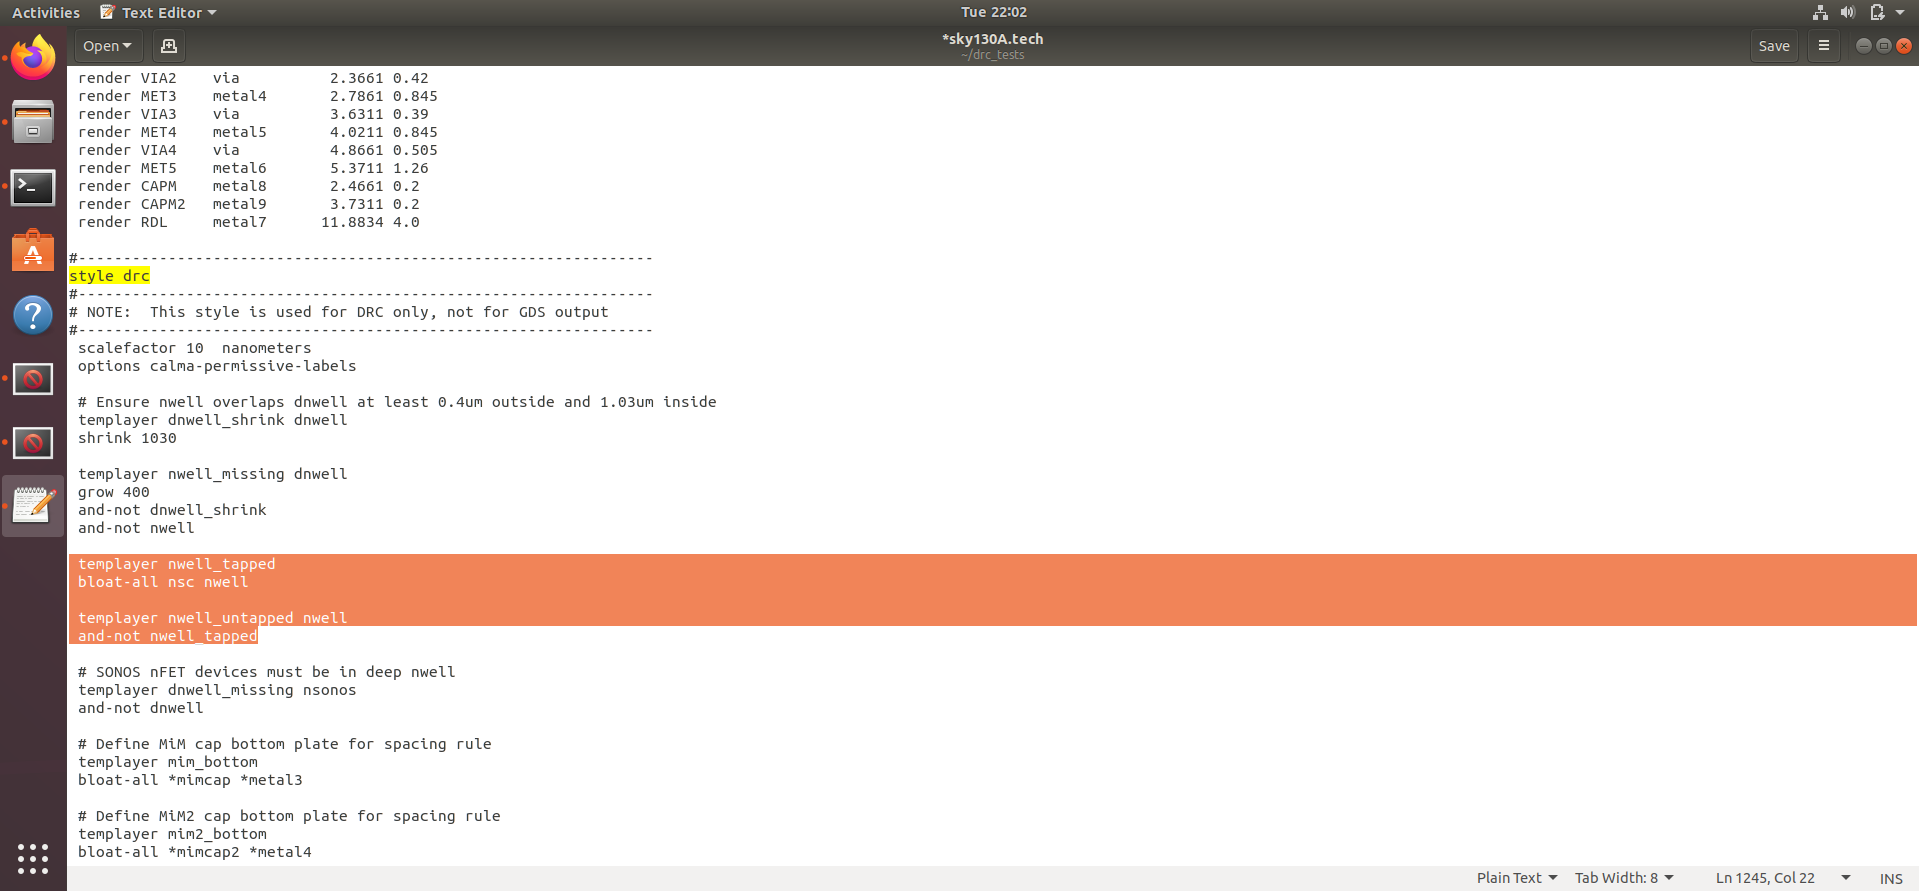 Activities Text Editor Tue 22:02
Open *sky130A.tech Save
~/drc_tests
render VIA2 via 2.3661 0.42
render MET3 metal4 2.7861 0.845
render VIA3 via 3.6311 0.39
render MET4 metal5 4.0211 0.845
render VIA4 via 4.8661 0.505
render MET5 metal6 5.3711 1.26
render CAPM metal8 2.4661 0.2
render CAPM2 metal9 3.7311 0.2
render RDL metal7 11.8834 4.0
#----------------------------------------------------------------
style drc
#----------------------------------------------------------------
# NOTE:  This style is used for DRC only, not for GDS output
#----------------------------------------------------------------
scalefactor 10  nanometers
options calma-permissive-labels
# Ensure nwell overlaps dnwell at least 0.4um outside and 1.03um inside
templayer dnwell_shrink dnwell
shrink 1030
templayer nwell_missing dnwell
grow 400
and-not dnwell_shrink
and-not nwell
templayer nwell_tapped
bloat-all nsc nwell
templayer nwell_untapped nwell
and-not nwell_tapped
# SONOS nFET devices must be in deep nwell
templayer dnwell_missing nsonos
and-not dnwell
# Define MiM cap bottom plate for spacing rule
templayer mim_bottom
bloat-all *mimcap *metal3
# Define MiM2 cap bottom plate for spacing rule
templayer mim2_bottom
bloat-all *mimcap2 *metal4
Plain Text Tab Width: 8 Ln 1245, Col 22 INS